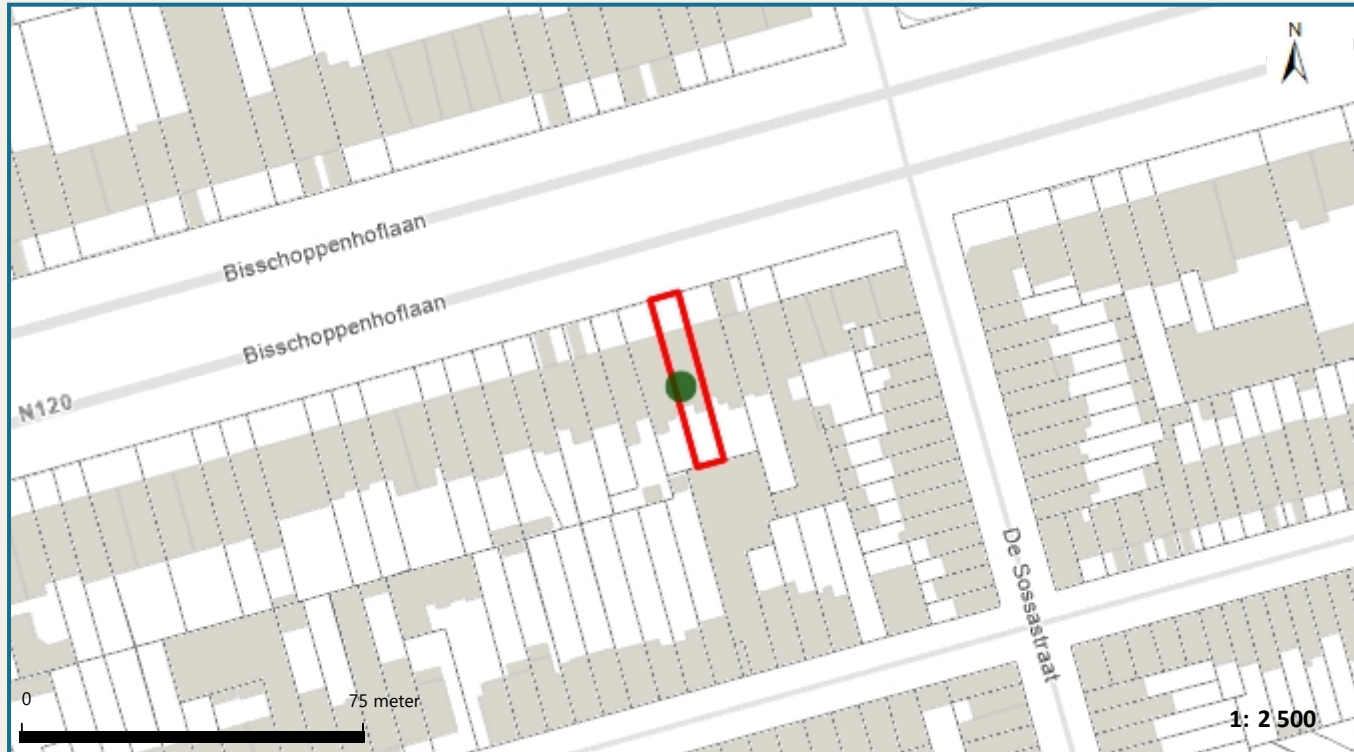 N
Bisschoppenhoflaan
Bisschoppenhoflaan
N120
De Sossastraat
0 75 meter
1: 2 500